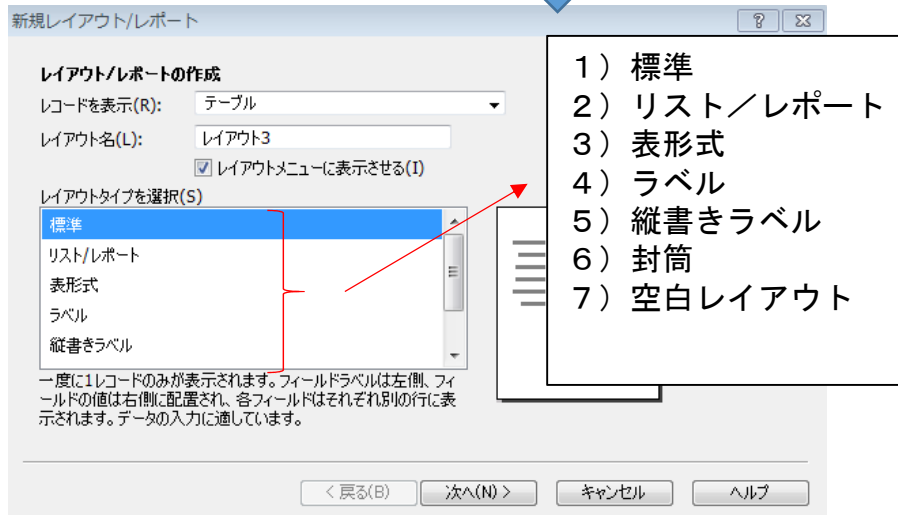 新規レイアウト/レポート
レイアウト/レポートの作成
レコードを表示(R): テーブル
レイアウト名(L): レイアウト3
レイアウトメニューに表示させる(I)
レイアウトタイプを選択(S)
標準
リスト/レポート
表形式
ラベル
縦書きラベル
一度に1レコードのみが表示されます。フィールドラベルは左側、フィ
ールドの値は右側に配置され、各フィールドはそれぞれ別の行に表
示されます。データの入力に適しています。
1）標準
2）リスト／レポート
3）表形式
4）ラベル
5）縦書きラベル
6）封筒
7）空白レイアウト
< 戻る(B) 次へ(N) > キャンセル ヘルプ